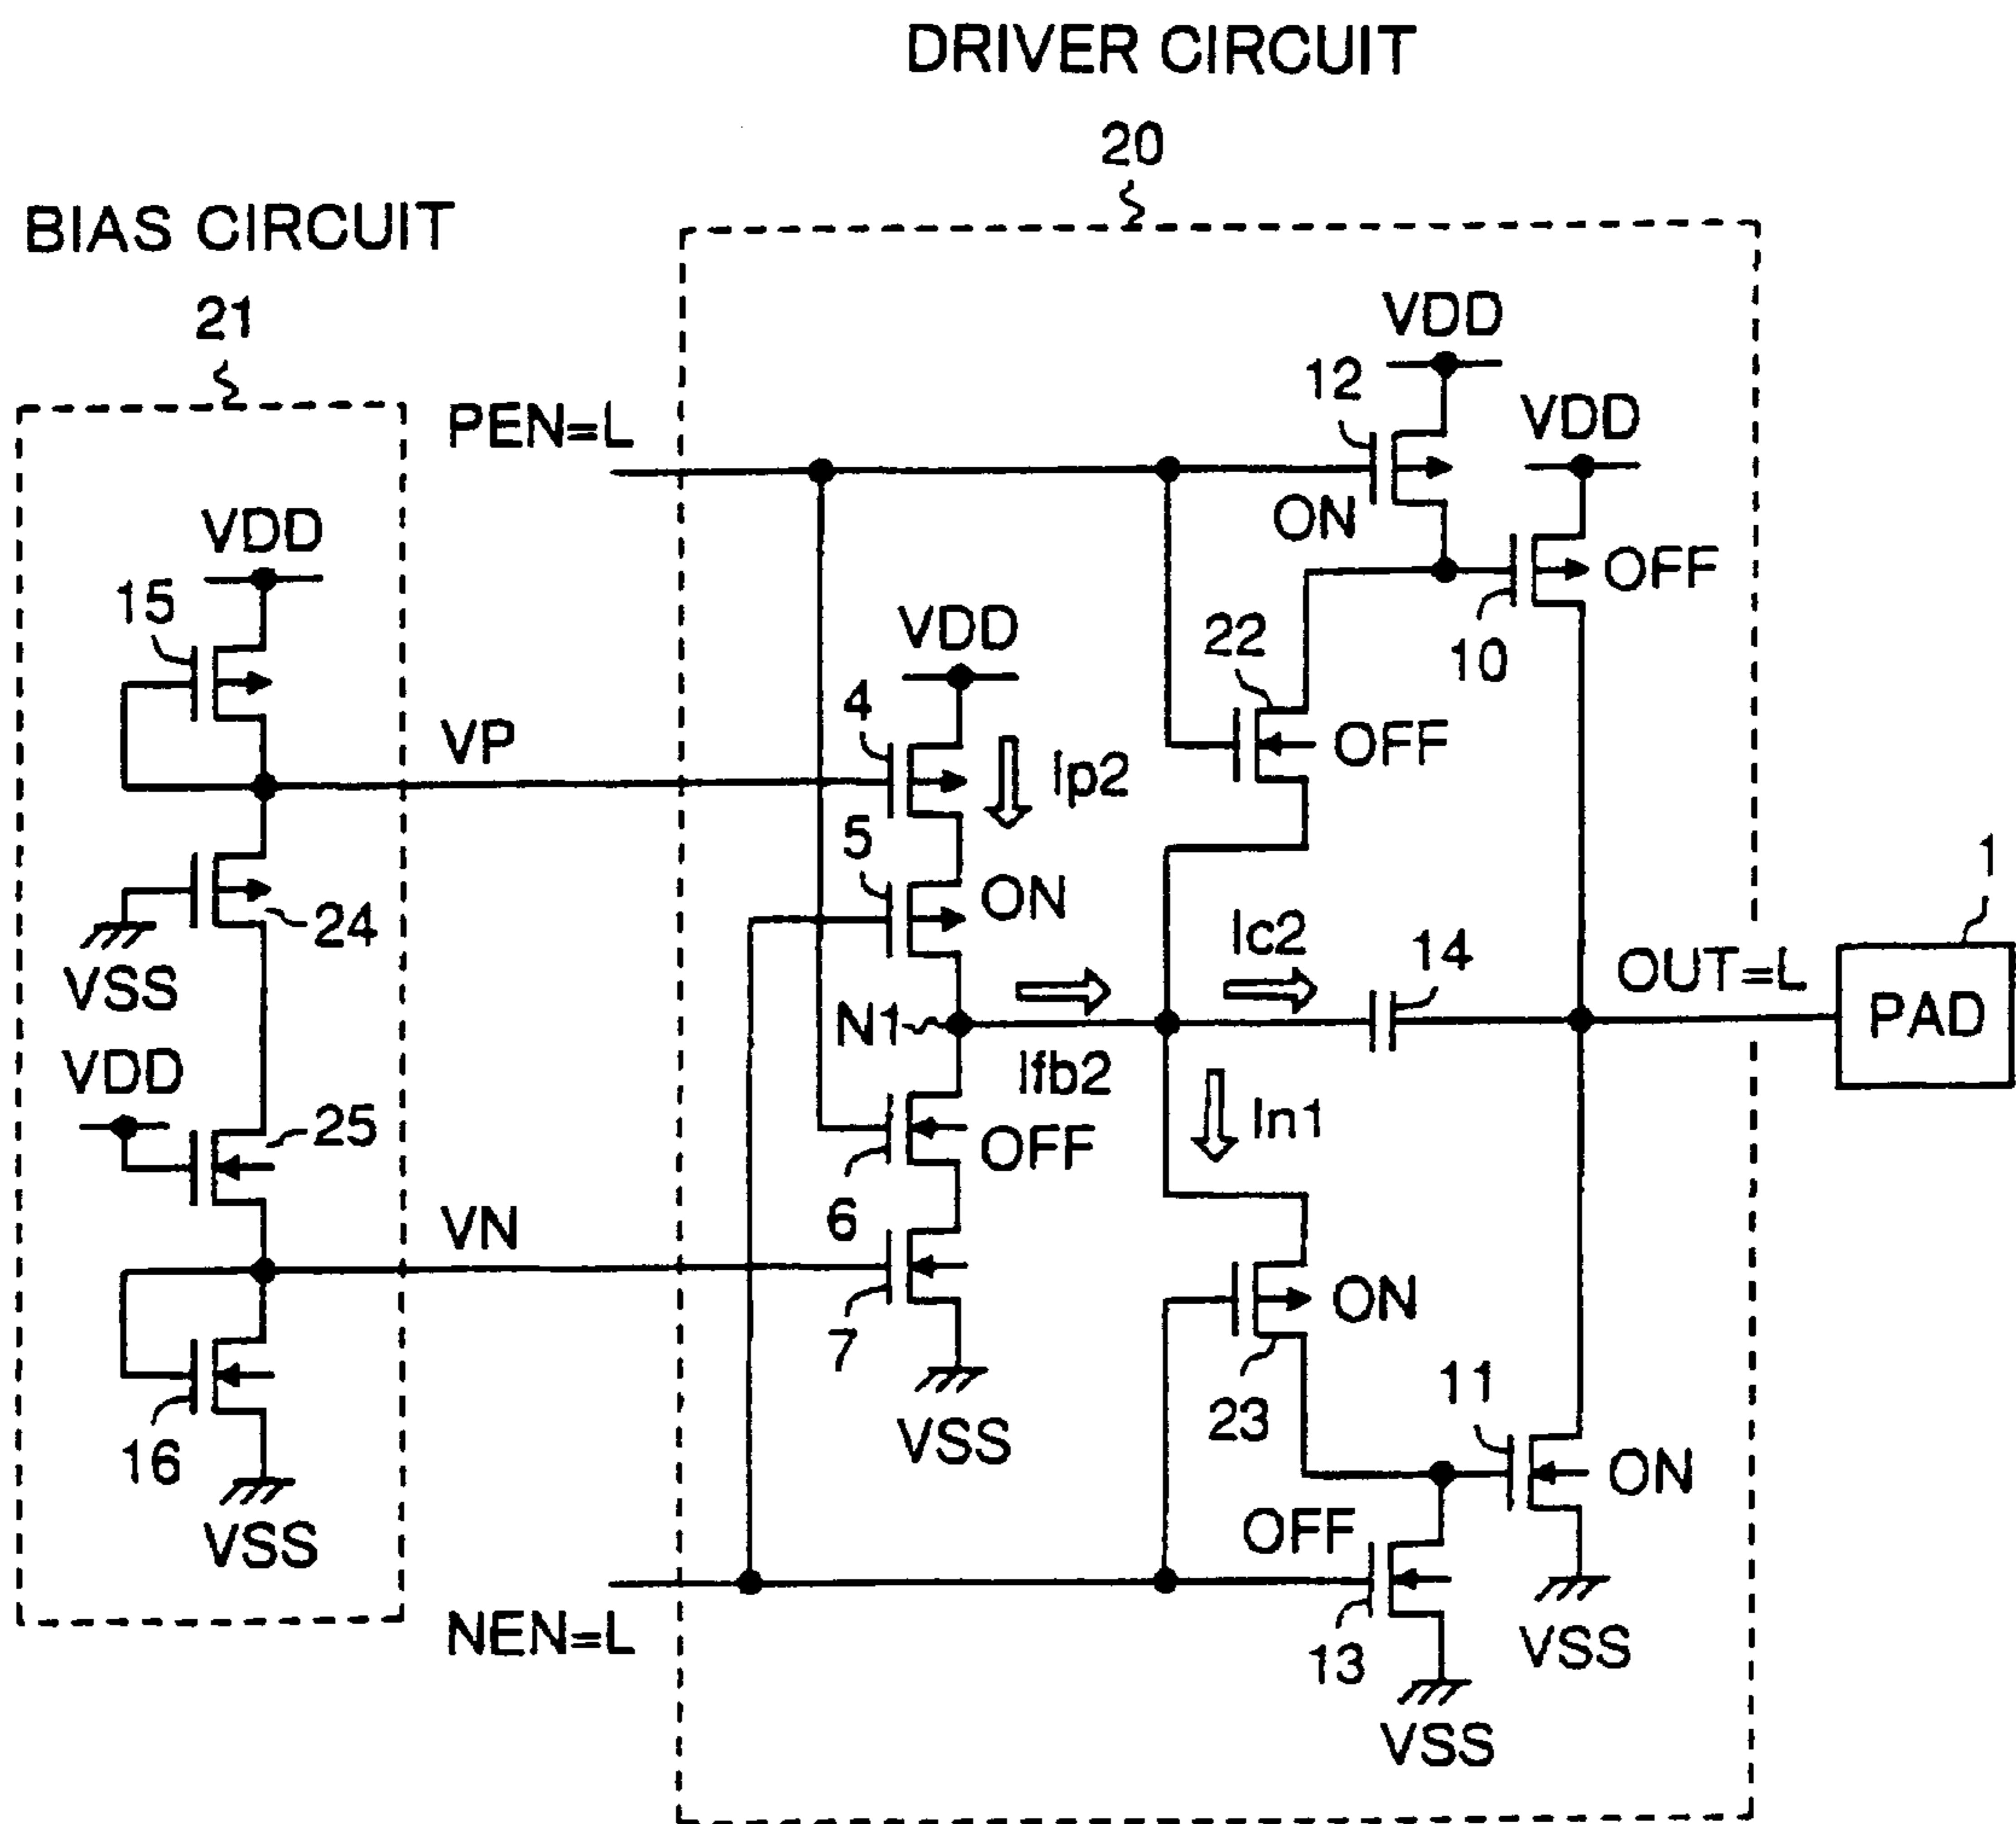 DRIVER CIRCUIT
20
BIAS CIRCUIT
21
VDD
12
PEN=L
VDD
ON
VDD
15
OFF
VDD
22
10
4
VP
Ip2
OFF
5
1
ON
24
Ic2
14
OUT=L
VSS
PAD
N1
VDD
Ifb2
25
In1
OFF
6
VN
ON
7
11
23
VSS
ON
16
OFF
VSS
NEN=L
13
VSS
VSS